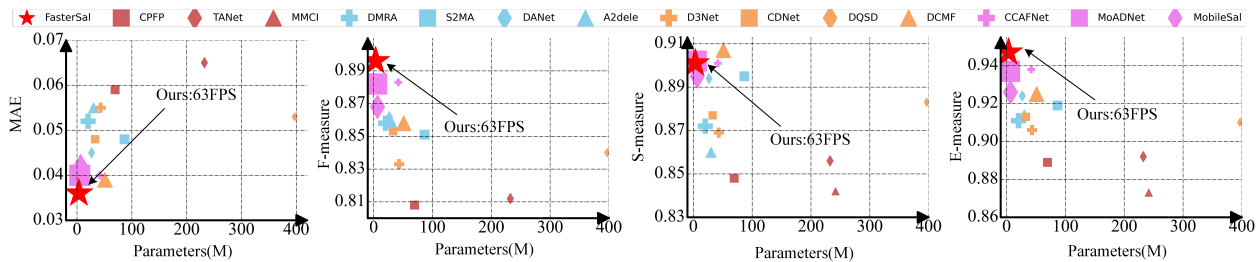 FasterSal CPFP TANet MMCI DMRA S2MA DANet A2dele D3Net CDNet DQSD DCMF CCAFNet MoADNet MobileSal
0.07
0.06
0.05
0.04
0.03
MAE
Ours:63FPS
0 100 200 300 400
Parameters(M)
0.89
0.87
0.85
0.83
0.81
F-measure
Ours:63FPS
0 100 200 300 400
Parameters(M)
0.91
0.89
0.87
0.85
0.83
S-measure
Ours:63FPS
0 100 200 300 400
Parameters(M)
0.94
0.92
0.90
0.88
0.86
E-measure
Ours:63FPS
0 100 200 300 400
Parameters(M)